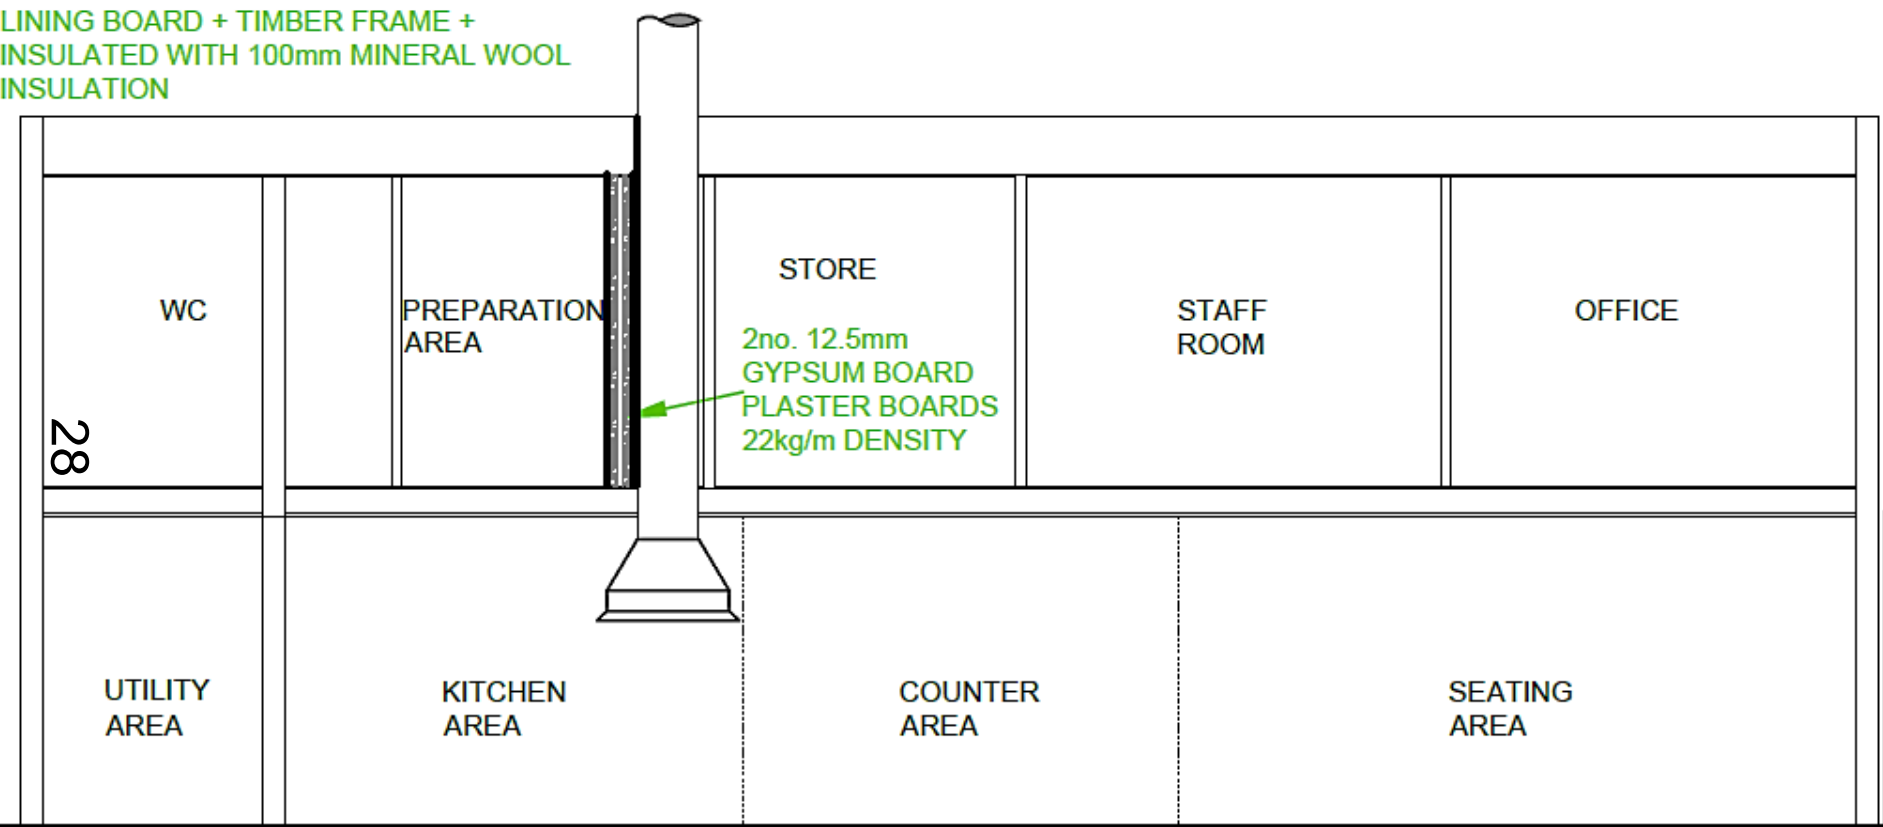 LINING BOARD + TIMBER FRAME +
INSULATED WITH 100mm MINERAL WOOL
INSULATION
WC
PREPARATION
AREA
STORE
2no. 12.5mm
GYPSUM BOARD
PLASTER BOARDS
22kg/m DENSITY
STAFF
ROOM
OFFICE
28
UTILITY
AREA
KITCHEN
AREA
COUNTER
AREA
SEATING
AREA